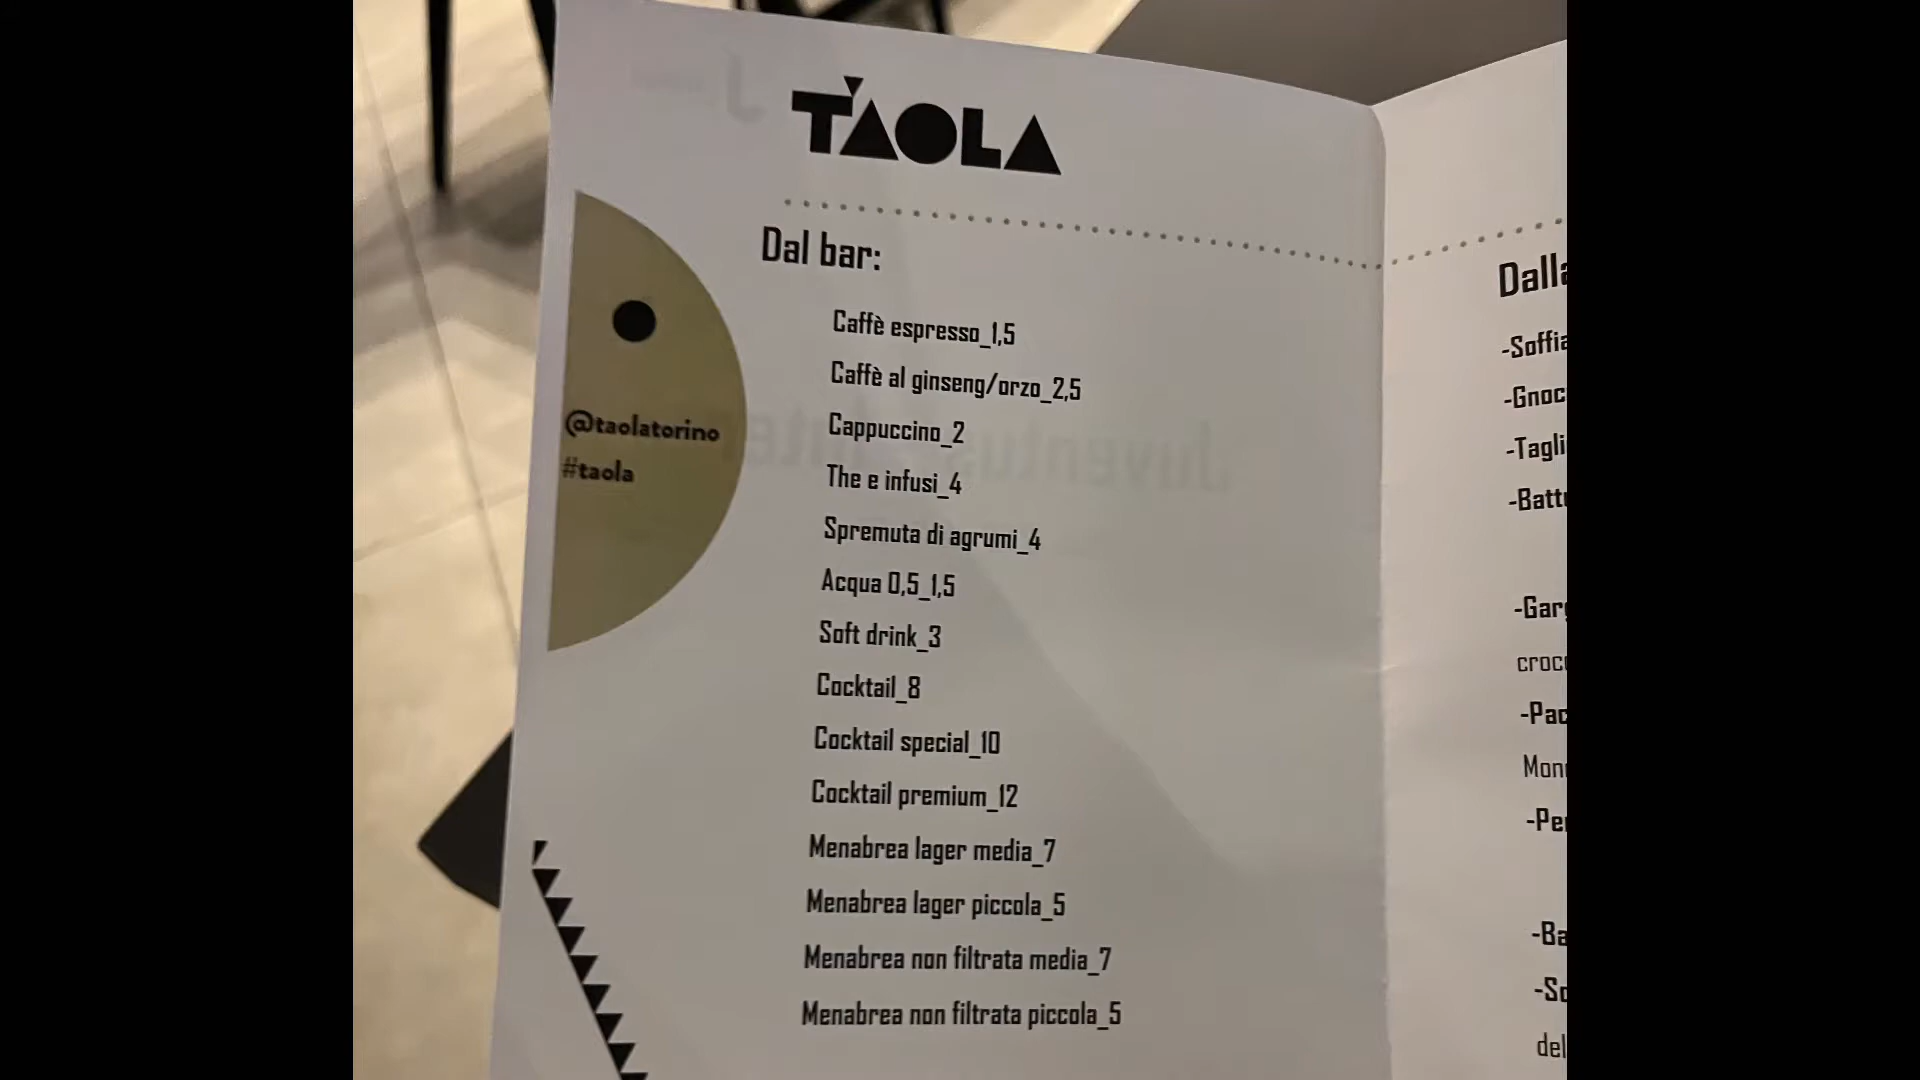 TAOLA
Dal bar:
Caffè espresso_1,5
Caffè al ginseng/orzo_2,5
Cappuccino_2
The e infusi_4
Spremuta di agrumi_4
Acqua 0,5_1,5
Soft drink_3
Cocktail_8
Cocktail special_10
Cocktail premium_12
Menabrea lager media_7
Menabrea lager piccola_5
Menabrea non filtrata media_7
Menabrea non filtrata piccola_5
@taolatorino
#taola